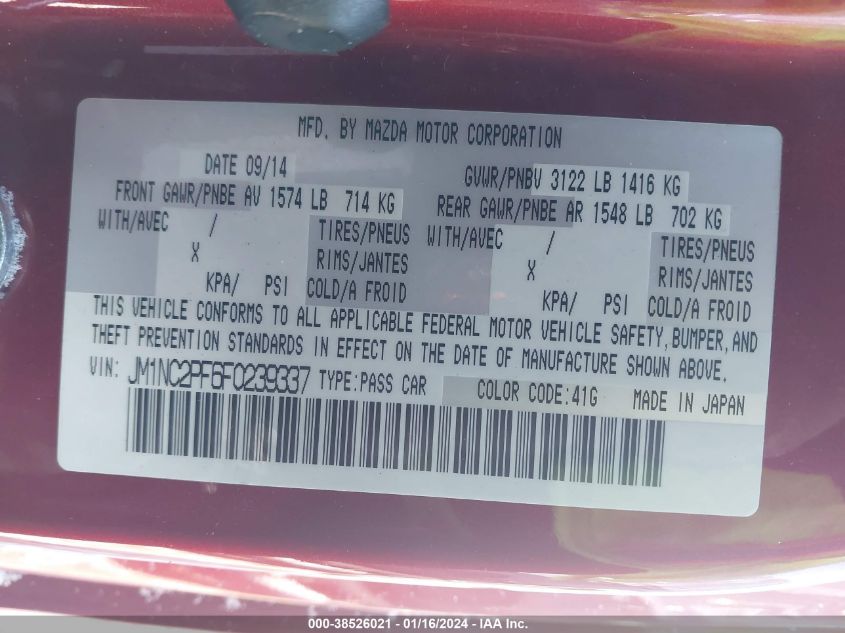 MFD. BY MAZDA MOTOR CORPORATION
DATE 09/14 GVWR/PNBV 3122 LB 1416 KG
FRONT GAWR/PNBE AV 1574 LB 714 KG REAR GAWR/PNBE AR 1548 LB 702 KG
WITH/AVEC / TIRES/PNEUS WITH/AVEC / TIRES/PNEUS
X RIMS/JANTES X RIMS/JANTES
KPA/ PSI COLD/A FROID KPA/ PSI COLD/A FROID
THIS VEHICLE CONFORMS TO ALL APPLICABLE FEDERAL MOTOR VEHICLE SAFETY, BUMPER, AND
THEFT PREVENTION STANDARDS IN EFFECT ON THE DATE OF MANUFACTURE SHOWN ABOVE.
VIN: JM1NC2PF6F0239337 TYPE:PASS CAR COLOR CODE:41G MADE IN JAPAN
000-38526021 - 01/16/2024 - IAA Inc.